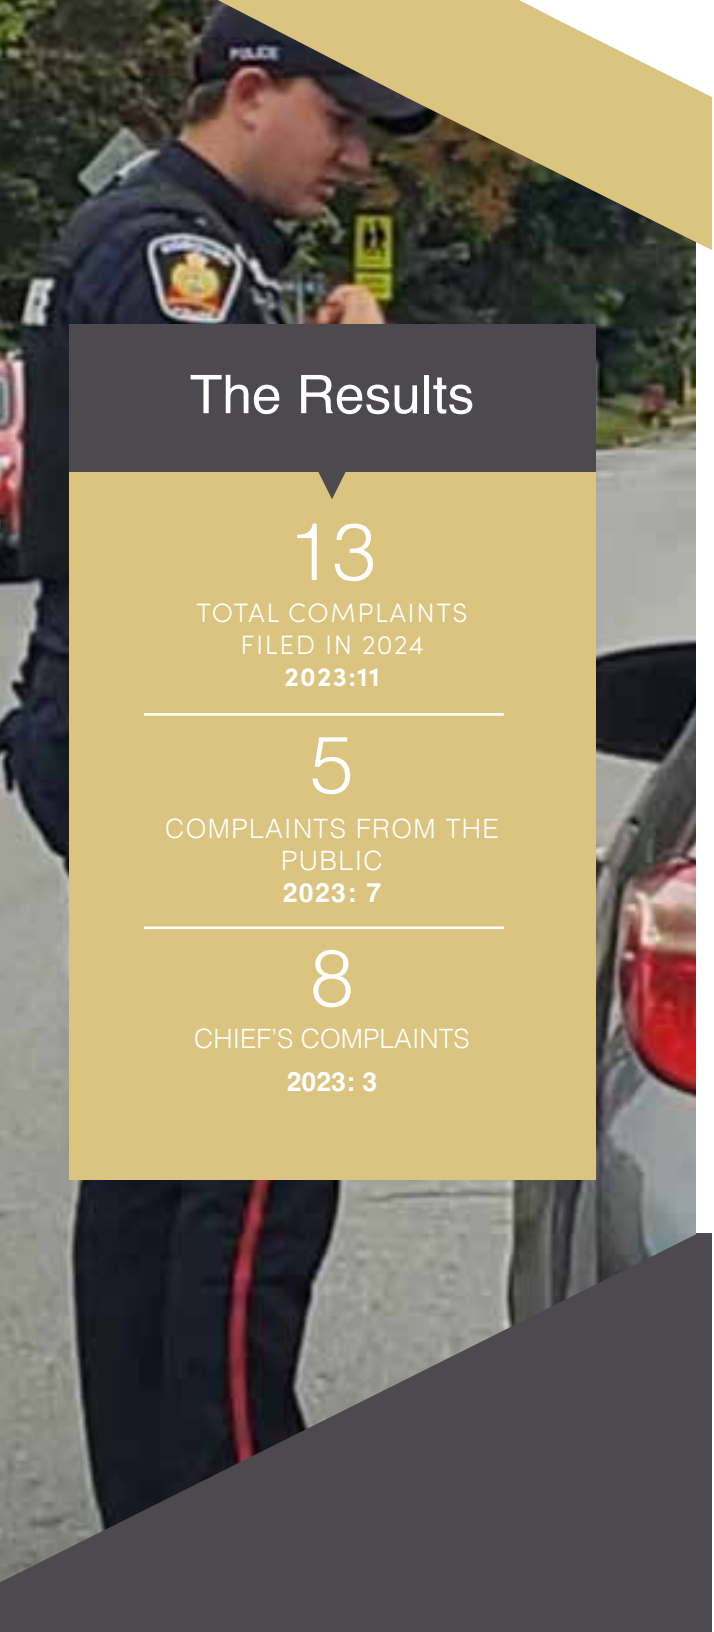 POLICE
The Results
13
TOTAL COMPLAINTS
FILED IN 2024
2023:11
5
COMPLAINTS FROM THE
PUBLIC
2023: 7
8
CHIEF'S COMPLAINTS
2023: 3